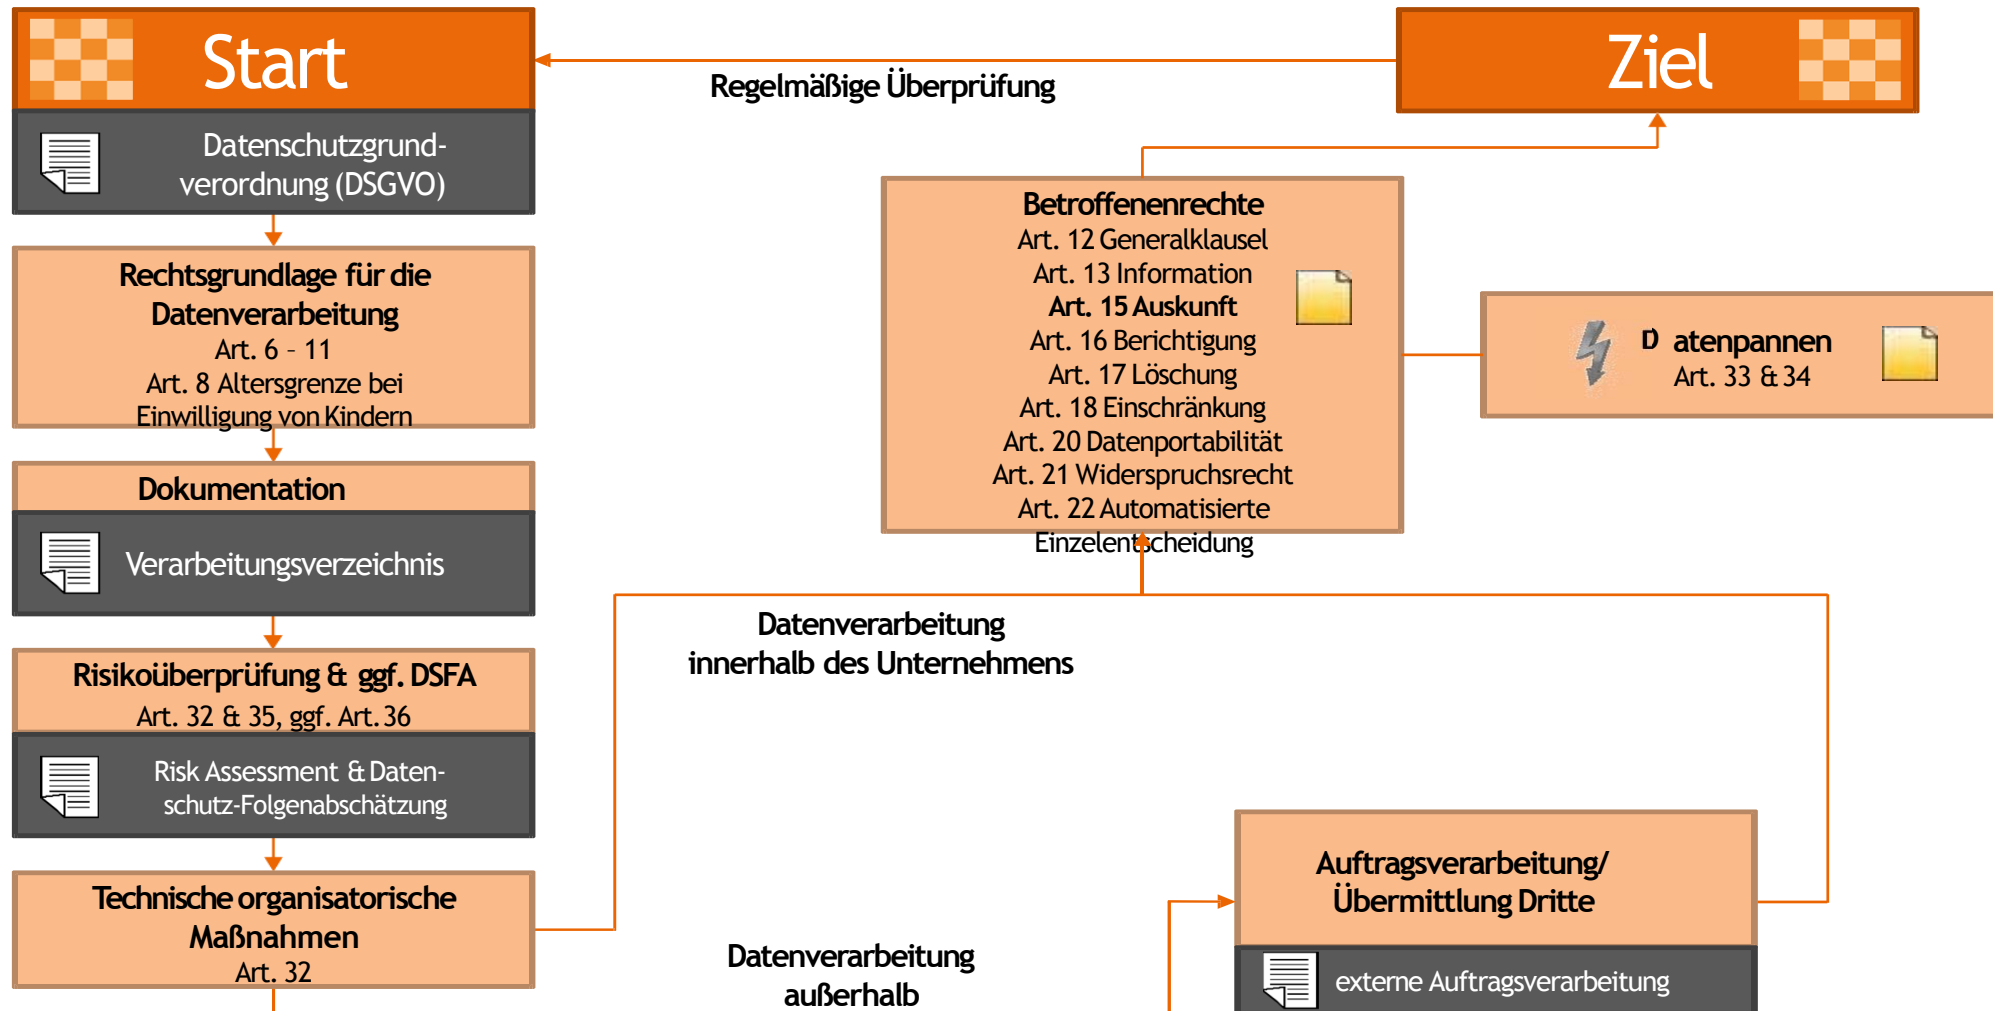 Start
Datenschutzgrund-
verordnung (DSGVO)
Rechtsgrundlage für die
Datenverarbeitung
Art. 6 – 11
Art. 8 Altersgrenze bei
Einwilligung von Kindern
Dokumentation
Verarbeitungsverzeichnis
Risikoüberprüfung & ggf. DSFA
Art. 32 & 35, ggf. Art. 36
Risk Assessment & Daten-
schutz-Folgenabschätzung
Technische organisatorische
Maßnahmen
Art. 32
Regelmäßige Überprüfung
Ziel
Betroffenenrechte
Art. 12 Generalklausel
Art. 13 Information
Art. 15 Auskunft
Art. 16 Berichtigung
Art. 17 Löschung
Art. 18 Einschränkung
Art. 20 Datenportabilität
Art. 21 Widerspruchsrecht
Art. 22 Automatisierte
Einzelentscheidung
D atenpannen
Art. 33 & 34
Datenverarbeitung
innerhalb des Unternehmens
Datenverarbeitung
außerhalb
Auftragsverarbeitung/
Übermittlung Dritte
externe Auftragsverarbeitung